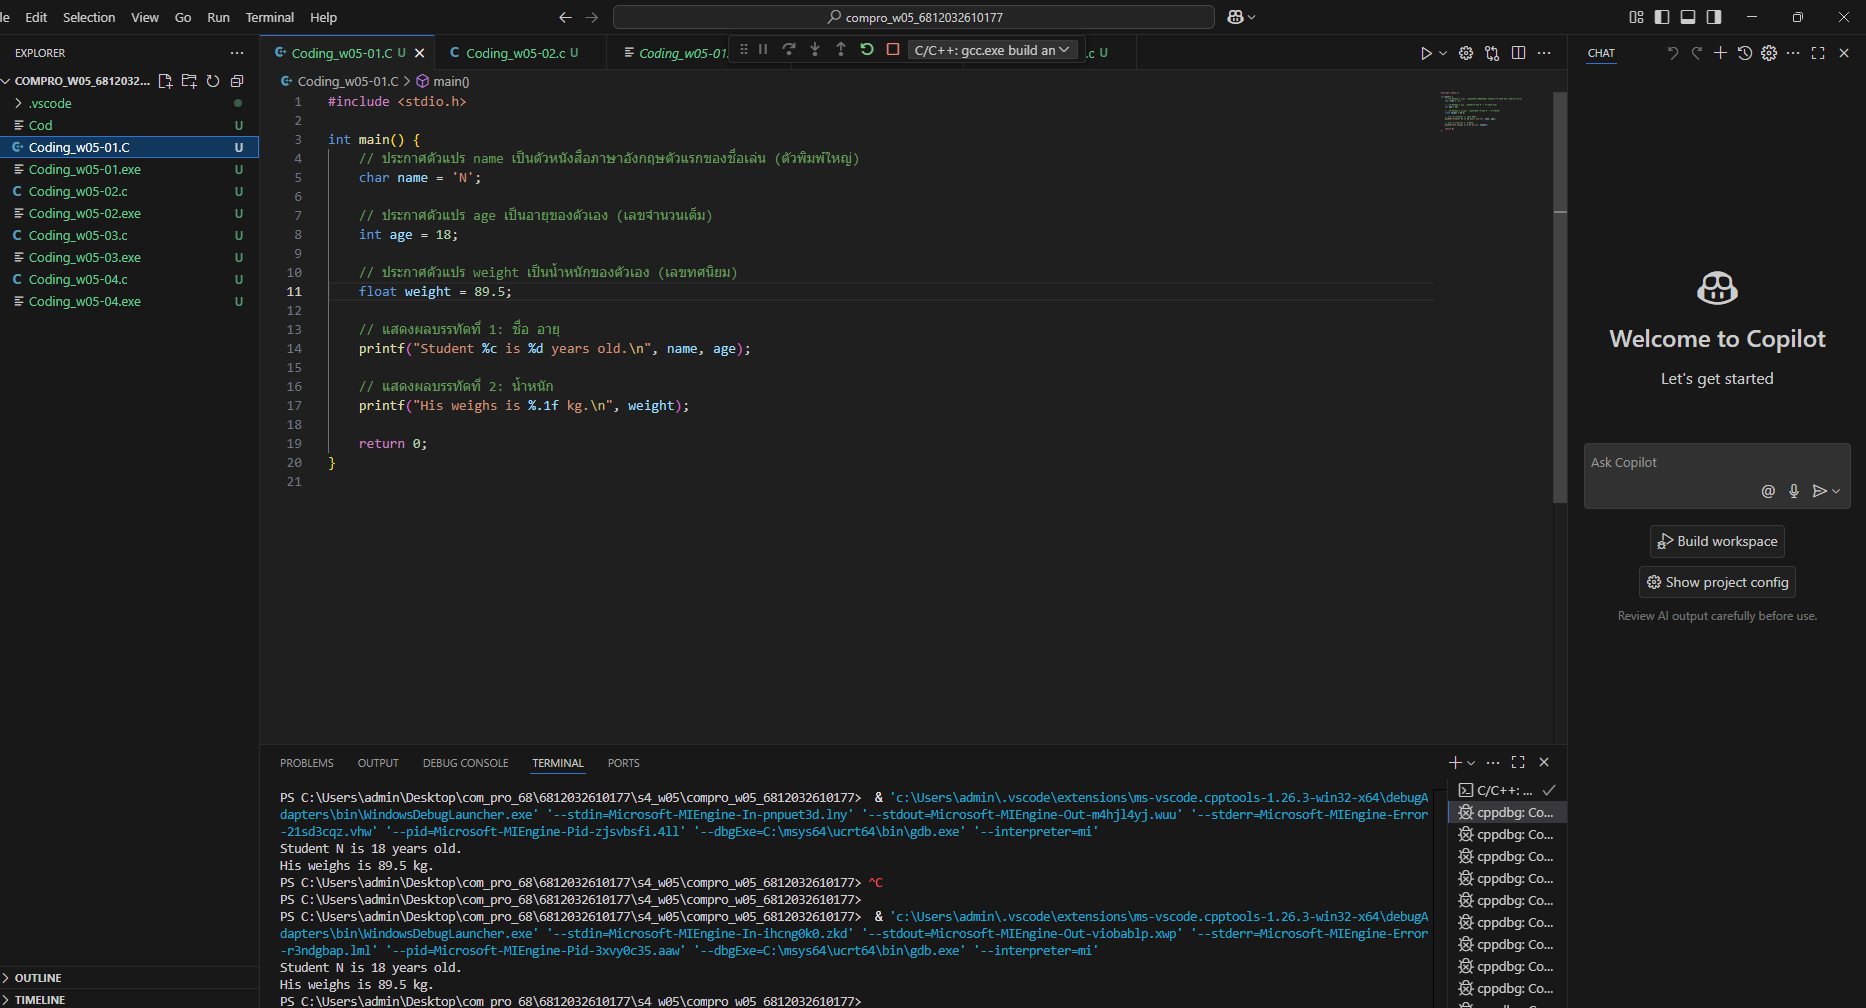 Edit Selection View Go Run Terminal Help
compro_w05_6812032610177
EXPLORER
COMPRO_W05_6812032...
.vscode
Cod U
Coding_w05-01.C U
Coding_w05-01.exe U
Coding_w05-02.c U
Coding_w05-02.exe U
Coding_w05-03.c U
Coding_w05-03.exe U
Coding_w05-04.c U
Coding_w05-04.exe U
OUTLINE
TIMELINE
Coding_w05-01.C U
Coding_w05-02.c U
Coding_w05-01.
C/C++: gcc.exe build an
.c U
Coding_w05-01.C > main()
1 #include <stdio.h>
2
3 int main() {
4 // ประกาศตัวแปร name เป็นตัวหนังสือภาษาอังกฤษตัวแรกของชื่อเล่น (ตัวพิมพ์ใหญ่)
5 char name = 'N';
6
7 // ประกาศตัวแปร age เป็นอายุของตัวเอง (เลขจำนวนเต็ม)
8 int age = 18;
9
10 // ประกาศตัวแปร weight เป็นน้ำหนักของตัวเอง (เลขทศนิยม)
11 float weight = 89.5;
12
13 // แสดงผลบรรทัดที่ 1: ชื่อ อายุ
14 printf("Student %c is %d years old.\n", name, age);
15
16 // แสดงผลบรรทัดที่ 2: น้ำหนัก
17 printf("His weighs is %.1f kg.\n", weight);
18
19 return 0;
20 }
21
PROBLEMS OUTPUT DEBUG CONSOLE TERMINAL PORTS
PS C:\Users\admin\Desktop\com_pro_68\6812032610177\s4_w05\compro_w05_6812032610177> & 'c:\Users\admin\.vscode\extensions\ms-vscode.cpptools-1.26.3-win32-x64\debugA
dapters\bin\WindowsDebugLauncher.exe' '--stdin=Microsoft-MIEngine-In-pnpuet3d.lny' '--stdout=Microsoft-MIEngine-Out-m4hjl4yj.wuu' '--stderr=Microsoft-MIEngine-Error
-21sd3cqz.vhw' '--pid=Microsoft-MIEngine-Pid-zjsvbsfi.4ll' '--dbgExe=C:\msys64\ucrt64\bin\gdb.exe' '--interpreter=mi'
Student N is 18 years old.
His weighs is 89.5 kg.
PS C:\Users\admin\Desktop\com_pro_68\6812032610177\s4_w05\compro_w05_6812032610177> ^C
PS C:\Users\admin\Desktop\com_pro_68\6812032610177\s4_w05\compro_w05_6812032610177>
PS C:\Users\admin\Desktop\com_pro_68\6812032610177\s4_w05\compro_w05_6812032610177> & 'c:\Users\admin\.vscode\extensions\ms-vscode.cpptools-1.26.3-win32-x64\debugA
dapters\bin\WindowsDebugLauncher.exe' '--stdin=Microsoft-MIEngine-In-ihcng0k0.zkd' '--stdout=Microsoft-MIEngine-Out-viobablp.xwp' '--stderr=Microsoft-MIEngine-Error
-r3ndgbap.lml' '--pid=Microsoft-MIEngine-Pid-3xvy0c35.aaw' '--dbgExe=C:\msys64\ucrt64\bin\gdb.exe' '--interpreter=mi'
Student N is 18 years old.
His weighs is 89.5 kg.
PS C:\Users\admin\Desktop\com_pro_68\6812032610177\s4_w05\compro_w05_6812032610177>
C/C++: ...
cppdbg: Co...
cppdbg: Co...
cppdbg: Co...
cppdbg: Co...
cppdbg: Co...
cppdbg: Co...
cppdbg: Co...
cppdbg: Co...
cppdbg: Co...
CHAT
Welcome to Copilot
Let's get started
Ask Copilot
Build workspace
Show project config
Review AI output carefully before use.